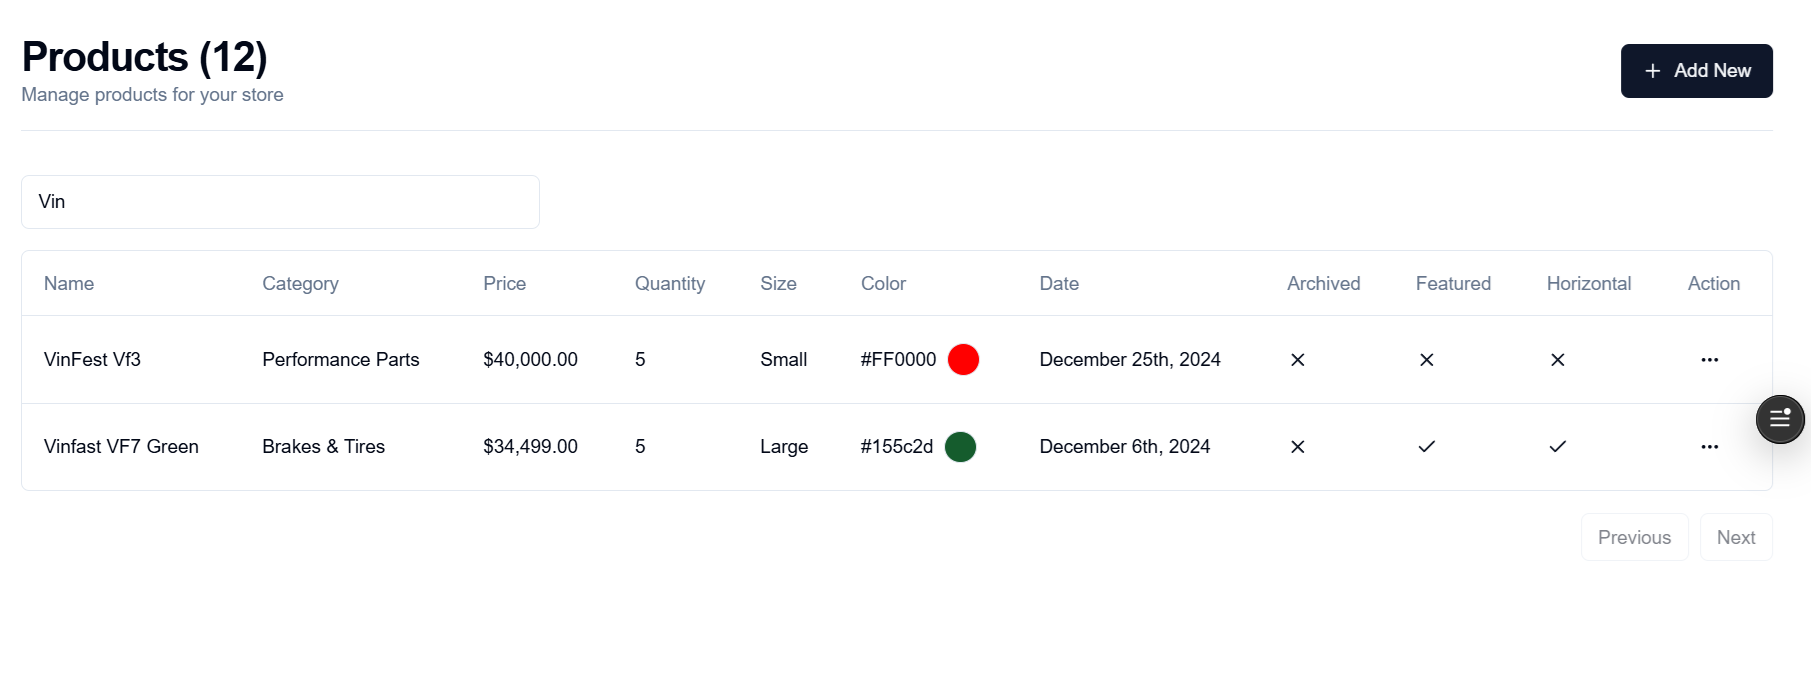 Products (12)
Manage products for your store
Add New
Vin
Name Category Price Quantity Size Color Date Archived Featured Horizontal Action
VinFest Vf3 Performance Parts $40,000.00 5 Small #FF0000 December 25th, 2024
Vinfast VF7 Green Brakes & Tires $34,499.00 5 Large #155c2d December 6th, 2024
Previous Next